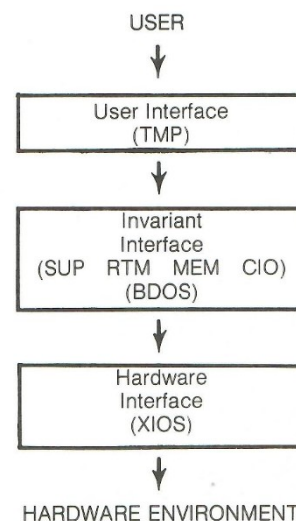 USER
User Interface
(TMP)
Invariant
Interface
(SUP RTM MEM CIO)
(BDOS)
Hardware
Interface
(XIOS)
HARDWARE ENVIRONMENT